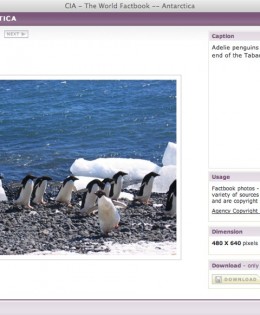 CIA - The World Factbook -- Antarctica
TICA
NEXT
Caption
Adelie penguins
end of the Taba
Usage
Factbook photos -
variety of sources
and are copyright
Agency Copyright
Dimension
480 X 640 pixels
Download - only
DOWNLOAD